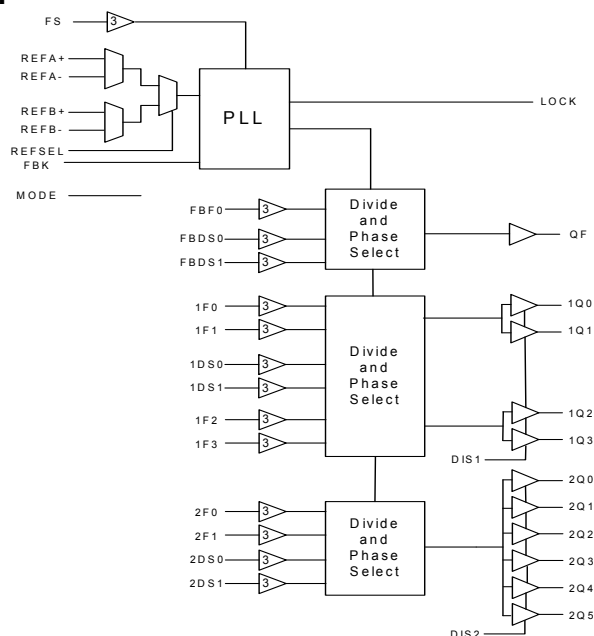 FS
3
REFA+
REFA-
REFB+
REFB-
REFSEL
FBK
MODE
PLL
LOCK
FBF0
3
FBDS0
3
FBDS1
3
Divide
and
Phase
Select
QF
1F0
3
1F1
3
1DS0
3
1DS1
3
1F2
3
1F3
3
Divide
and
Phase
Select
1Q0
1Q1
1Q2
1Q3
DIS1
2F0
3
2F1
3
2DS0
3
2DS1
3
Divide
and
Phase
Select
2Q0
2Q1
2Q2
2Q3
2Q4
2Q5
DIS2